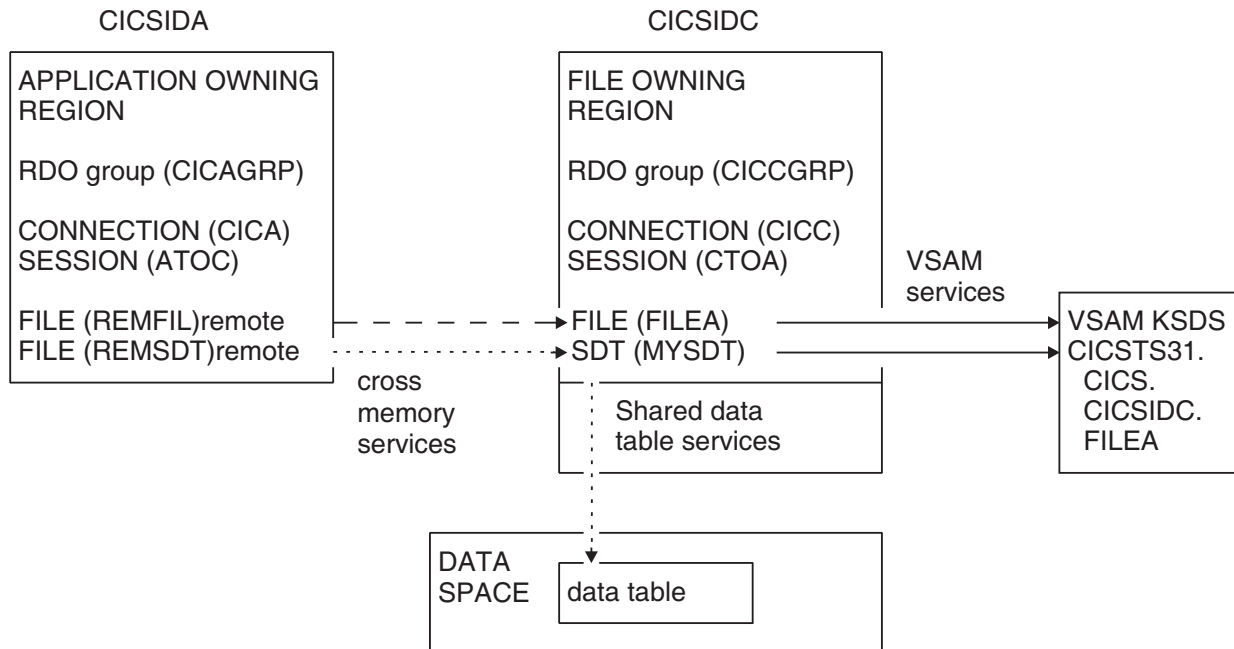 CICSIDA
APPLICATION OWNING
REGION
RDO group (CICAGRP)
CONNECTION (CICA)
SESSION (ATOC)
FILE (REMFIL)remote
FILE (REMSDT)remote
cross
memory
services
CICSIDC
FILE OWNING
REGION
RDO group (CICCGRP)
CONNECTION (CICC)
SESSION (CTOA)
FILE (FILEA)
SDT (MYSDT)
Shared data
table services
VSAM
services
VSAM KSDS
CICSTS31.
CICS.
CICSIDC.
FILEA
DATA
SPACE
data table